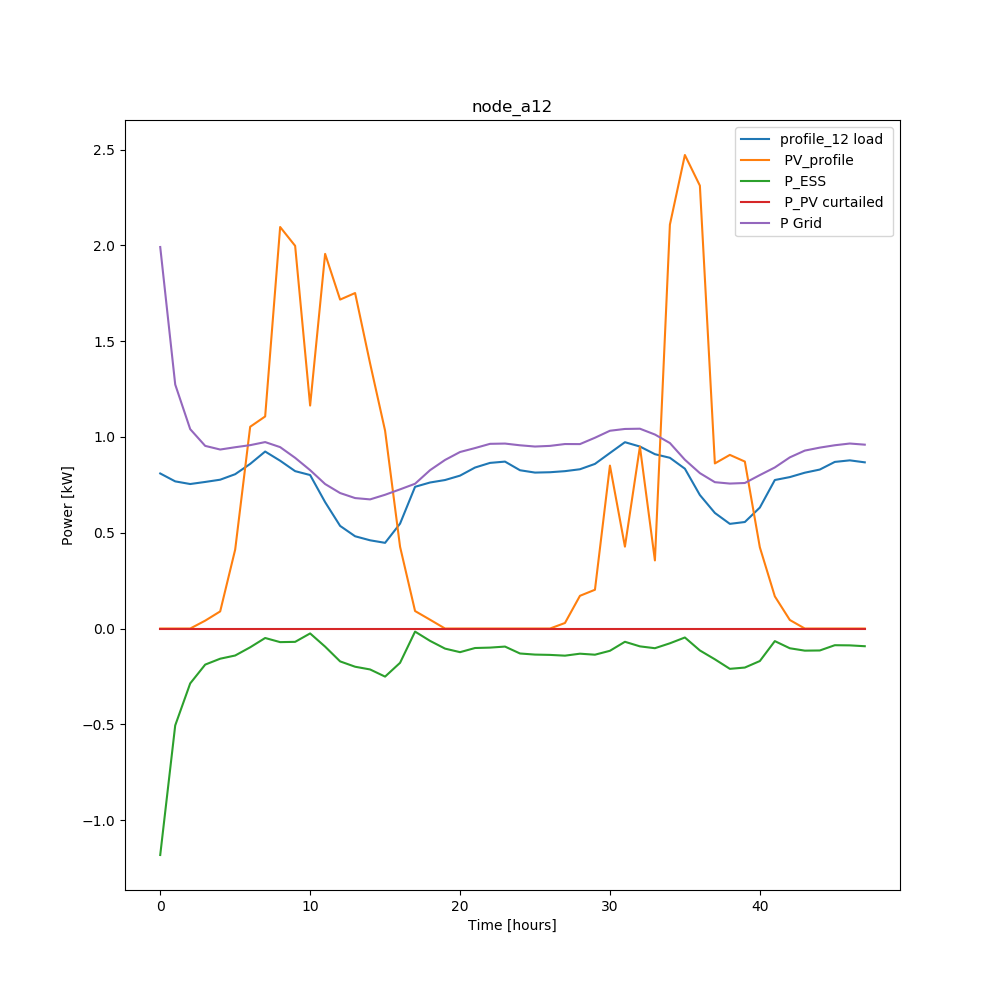 node_a12
profile_12 load
PV_profile
P_ESS
P_PV curtailed
P Grid
2.5
2.0
1.5
1.0
0.5
0.0
−0.5
−1.0
Power [kW]
0 10 20 30 40
Time [hours]